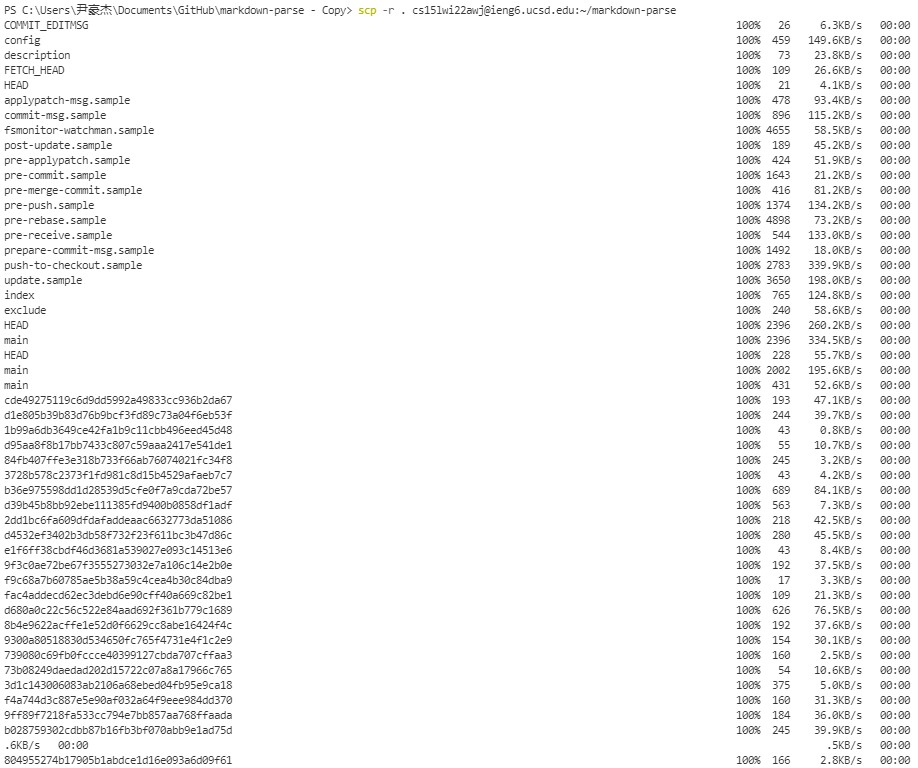 PS C:\Users\尹豪杰\Documents\GitHub\markdown-parse - Copy> scp -r . cs15lwi22awj@ieng6.ucsd.edu:~/markdown-parse
COMMIT_EDITMSG 100% 26 6.3KB/s 00:00
config 100% 459 149.6KB/s 00:00
description 100% 73 23.8KB/s 00:00
FETCH_HEAD 100% 109 26.6KB/s 00:00
HEAD 100% 21 4.1KB/s 00:00
applypatch-msg.sample 100% 478 93.4KB/s 00:00
commit-msg.sample 100% 896 115.2KB/s 00:00
fsmonitor-watchman.sample 100% 4655 58.5KB/s 00:00
post-update.sample 100% 189 45.2KB/s 00:00
pre-applypatch.sample 100% 424 51.9KB/s 00:00
pre-commit.sample 100% 1643 21.2KB/s 00:00
pre-merge-commit.sample 100% 416 81.2KB/s 00:00
pre-push.sample 100% 1374 134.2KB/s 00:00
pre-rebase.sample 100% 4898 73.2KB/s 00:00
pre-receive.sample 100% 544 133.0KB/s 00:00
prepare-commit-msg.sample 100% 1492 18.0KB/s 00:00
push-to-checkout.sample 100% 2783 339.9KB/s 00:00
update.sample 100% 3650 198.0KB/s 00:00
index 100% 765 124.8KB/s 00:00
exclude 100% 240 58.6KB/s 00:00
HEAD 100% 2396 260.2KB/s 00:00
main 100% 2396 334.5KB/s 00:00
HEAD 100% 228 55.7KB/s 00:00
main 100% 2002 195.6KB/s 00:00
main 100% 431 52.6KB/s 00:00
cde49275119c6d9dd5992a49833cc936b2da67 100% 193 47.1KB/s 00:00
d1e805b39b83d76b9bcf3fd89c73a04f6eb53f 100% 244 39.7KB/s 00:00
1b99a6db3649ce42fa1b9c11cbb496eed45d48 100% 43 0.8KB/s 00:00
d95aa8f8b17bb7433c807c59aaa2417e541de1 100% 55 10.7KB/s 00:00
84fb407ffe3e318b733f66ab76074021fc34f8 100% 245 3.2KB/s 00:00
3728b578c2373f1fd981c8d15b4529afaeb7c7 100% 43 4.2KB/s 00:00
b36e975598dd1d28539d5cfe0f7a9cda72be57 100% 689 84.1KB/s 00:00
d39b45b8bb92ebe111385fd9400b0858df1adf 100% 563 7.3KB/s 00:00
2dd1bc6fa609dfdafaddeaac6632773da51086 100% 218 42.5KB/s 00:00
d4532ef3402b3db58f732f23f611bc3b47d86c 100% 280 45.5KB/s 00:00
e1f6ff38cbdf46d3681a539027e093c14513e6 100% 43 8.4KB/s 00:00
9f3c0ae72be67f3555273032e7a106c14e2b0e 100% 192 37.5KB/s 00:00
f9c68a7b60785ae5b38a59c4cea4b30c84dba9 100% 17 3.3KB/s 00:00
fac4addecd62ec3debd6e90cff40a669c82be1 100% 109 21.3KB/s 00:00
d680a0c22c56c522e84aad692f361b779c1689 100% 626 76.5KB/s 00:00
8b4e9622acffe1e52d0f6629cc8abe16424f4c 100% 192 37.6KB/s 00:00
9300a80518830d534650fc765f4731e4f1c2e9 100% 154 30.1KB/s 00:00
739080c69fb0fccce40399127cbda707cffaa3 100% 160 2.5KB/s 00:00
73b08249daedad202d15722c07a8a17966c765 100% 54 10.6KB/s 00:00
3d1c143006083ab2106a68ebed04fb95e9ca18 100% 375 5.0KB/s 00:00
f4a744d3c887e5e90af032a64f9eee984dd370 100% 160 31.3KB/s 00:00
9ff89f7218fa533cc794e7bb857aa768ffaada 100% 184 36.0KB/s 00:00
b028759302cdbb87b16fb3bf070abb9e1ad75d 100% 245 39.9KB/s 00:00
.6KB/s 00:00 .5KB/s 00:00
804955274b17905b1abdce1d16e093a6d09f61 100% 166 2.8KB/s 00:00